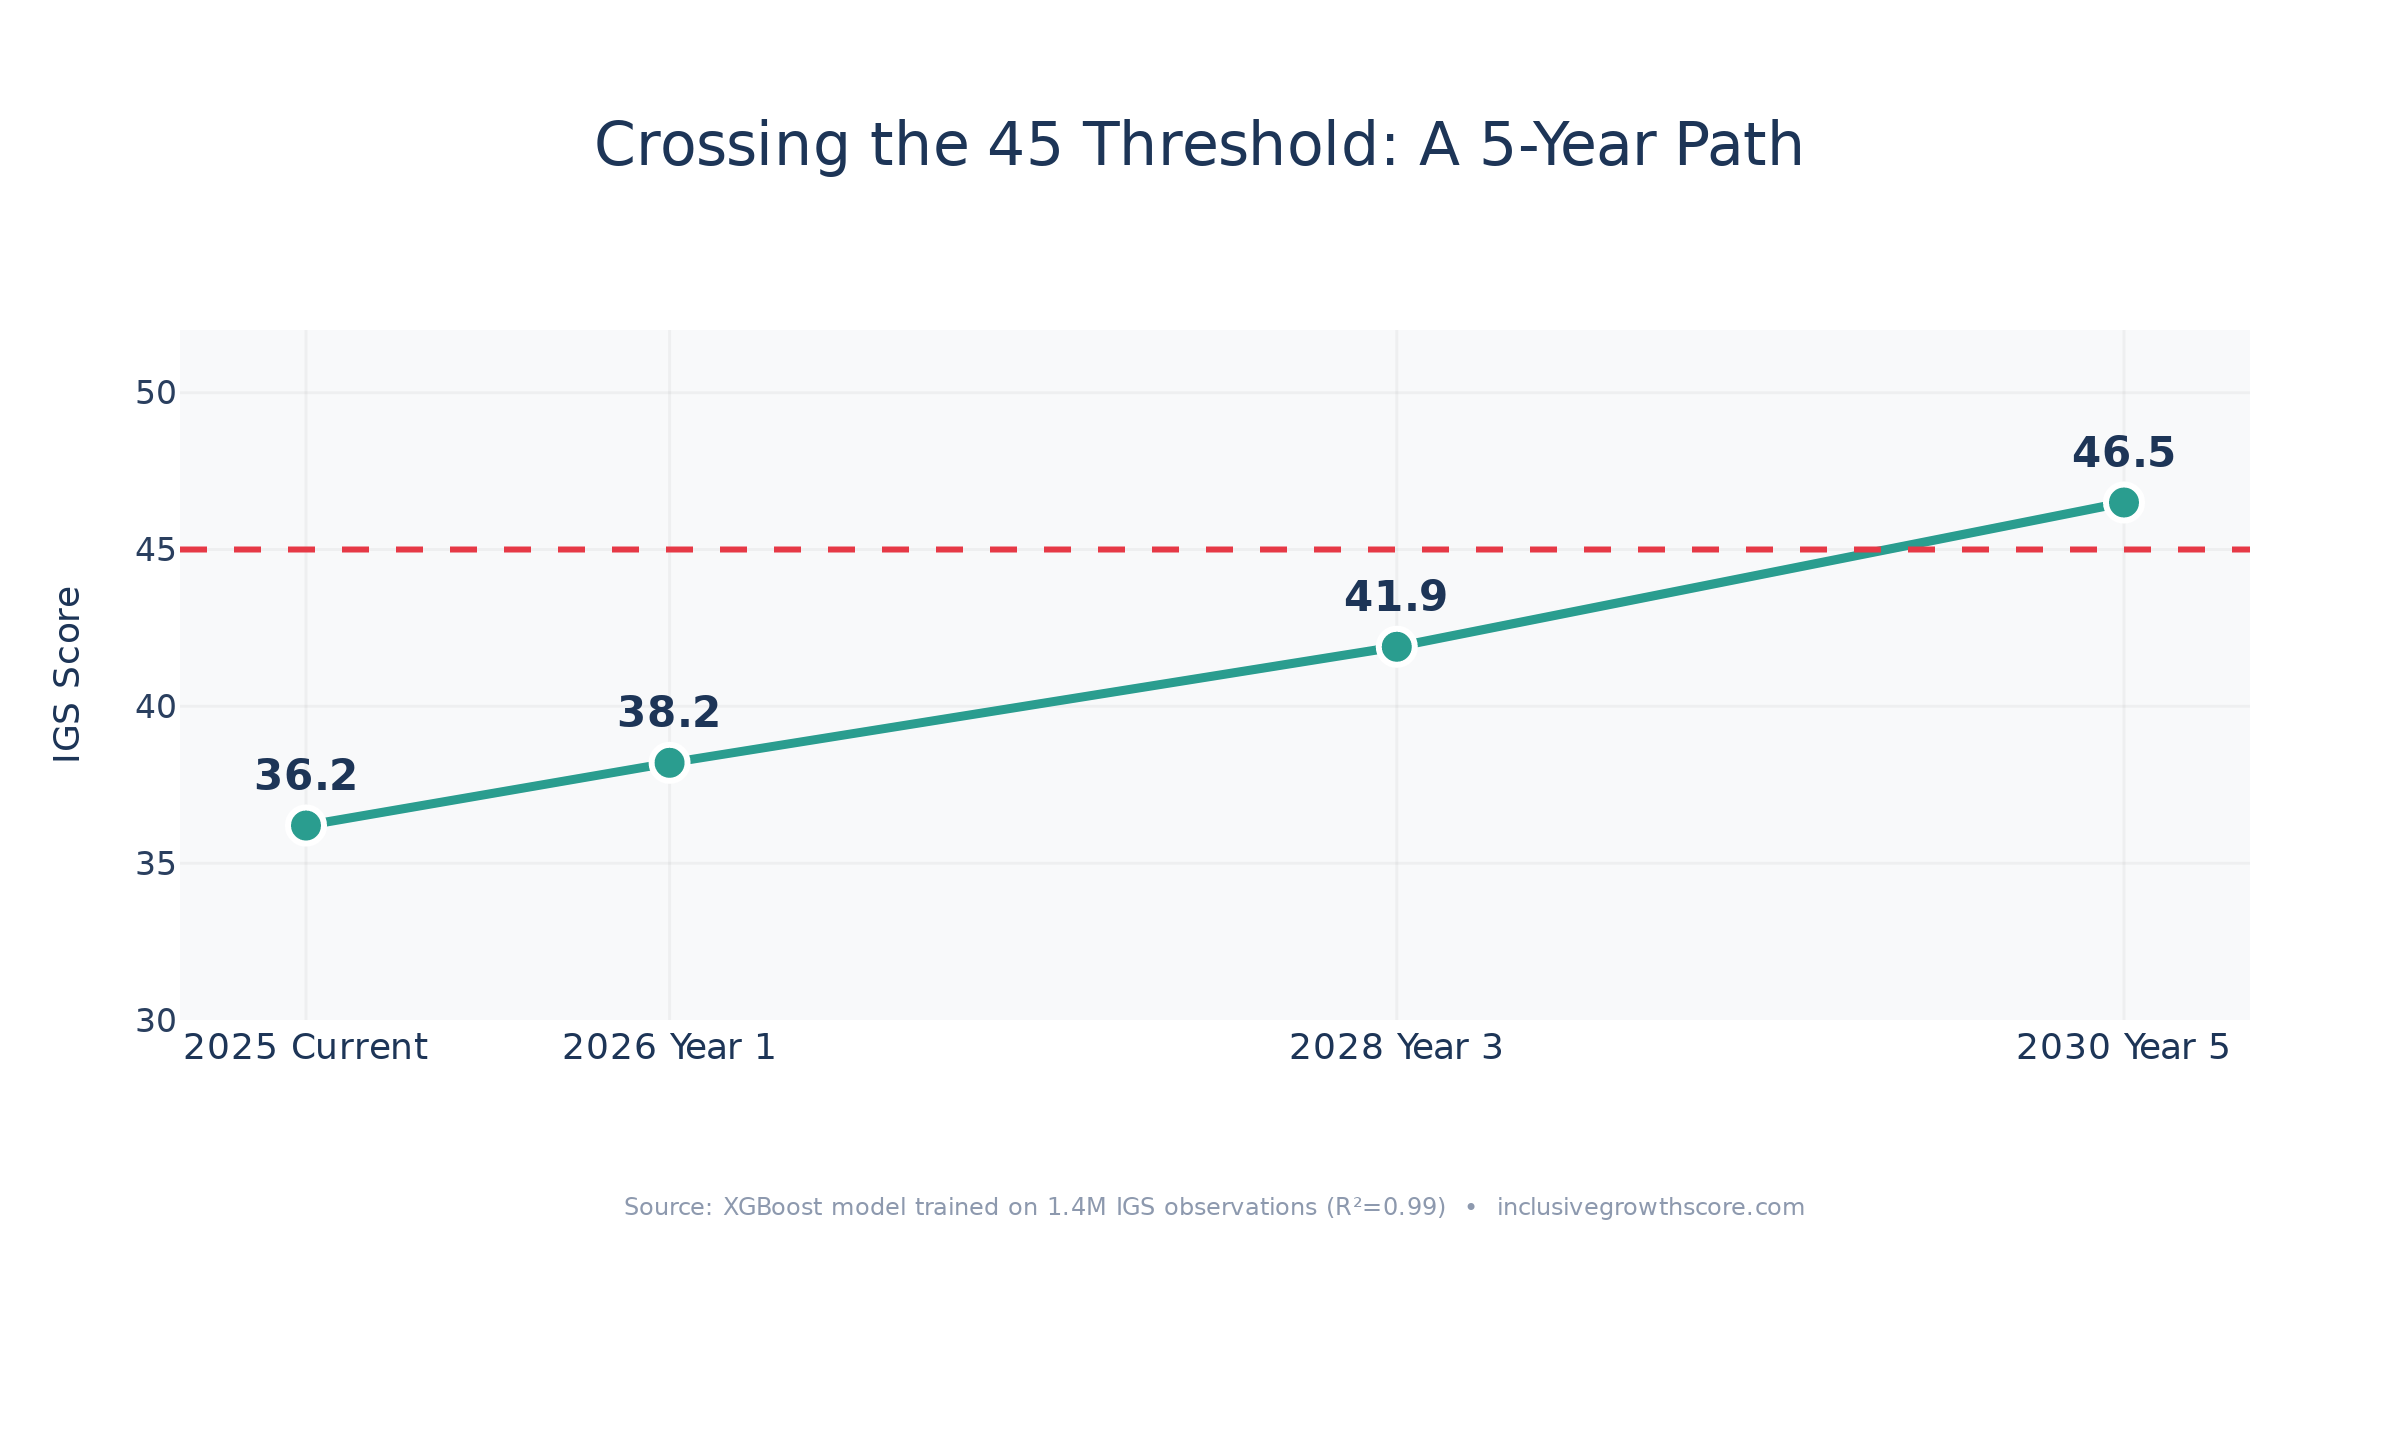 Crossing the 45 Threshold: A 5-Year Path
50
46.5
45
41.9
40
38.2
36.2
35
30
IGS Score
2025 Current
2026 Year 1
2028 Year 3
2030 Year 5
Source: XGBoost model trained on 1.4M IGS observations (R²=0.99) • inclusivegrowthscore.com